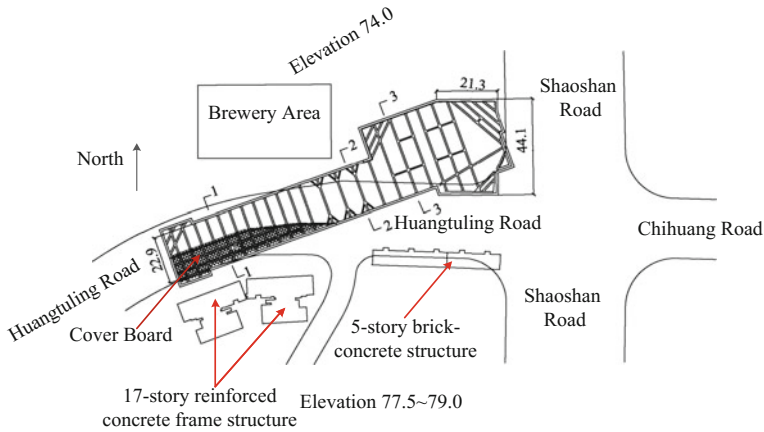 Elevation 74.0
Brewery Area
North
3
21.3
Shaoshan
Road
44.1
2
1
2
3
Huangtuling Road
Chihuang Road
22.9
1
Huangtuling Road
Cover Board
5-story brick-
concrete structure
Shaoshan
Road
17-story reinforced
concrete frame structure
Elevation 77.5~79.0